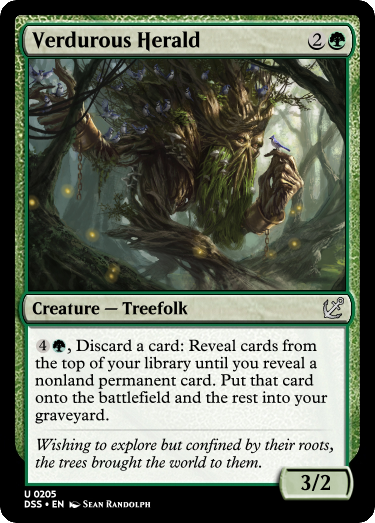 Verdurous Herald 2
Creature — Treefolk
4, Discard a card: Reveal cards from
the top of your library until you reveal a
nonland permanent card. Put that card
onto the battlefield and the rest into your
graveyard.
Wishing to explore but confined by their roots,
the trees brought the world to them.
3/2
U 0205
DSS • EN Sean Randolph